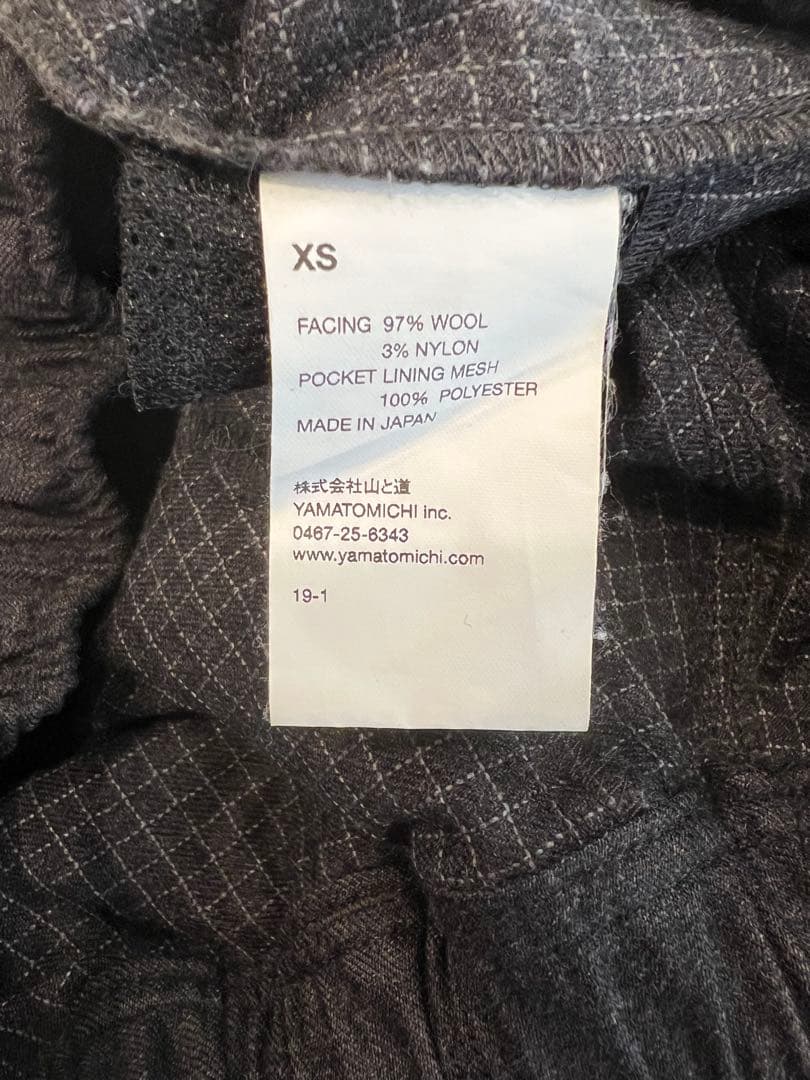 XS
FACING 97% WOOL
3% NYLON
POCKET LINING MESH
100% POLYESTER
MADE IN JAPAN
株式会社山と道
YAMATOMICHI inc.
0467-25-6343
www.yamatomichi.com
19-1